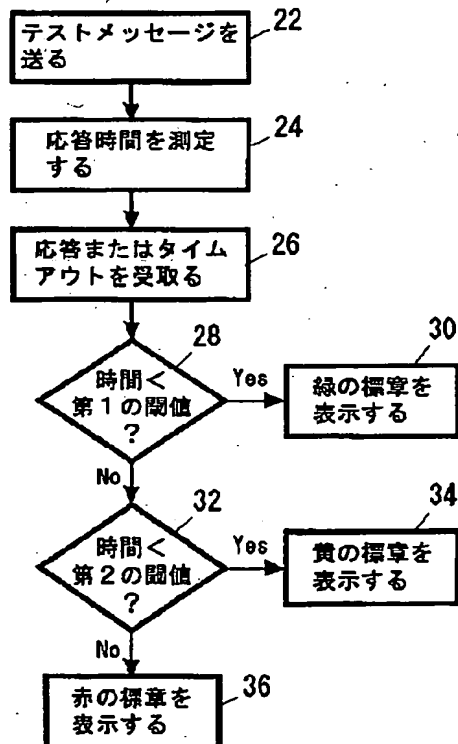 テストメッセージを
送る
22
応答時間を測定
する
24
応答またはタイム
アウトを受取る
26
28
時間<
第1の閾値
?
Yes
30
緑の標章を
表示する
No
32
時間<
第2の閾値
?
Yes
34
黄の標章を
表示する
No
赤の標章を
表示する
36